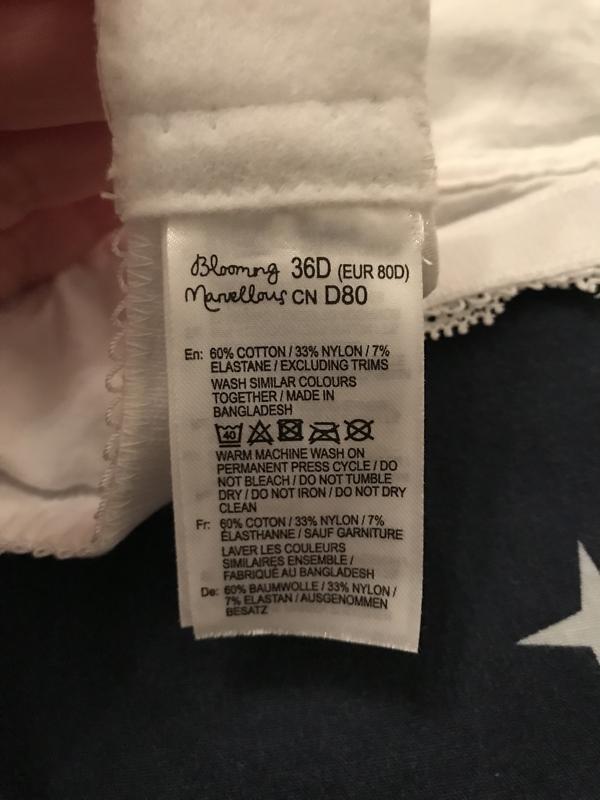 Blooming 36D (EUR 80D)
Marvellous CN D80
En: 60% COTTON / 33% NYLON / 7%
ELASTANE / EXCLUDING TRIMS
WASH SIMILAR COLOURS
TOGETHER / MADE IN
BANGLADESH
40
WARM MACHINE WASH ON
PERMANENT PRESS CYCLE / DO
NOT BLEACH / DO NOT TUMBLE
DRY / DO NOT IRON / DO NOT DRY
CLEAN
Fr: 60% COTON / 33% NYLON / 7%
ÉLASTHANNE / SAUF GARNITURE
LAVER LES COULEURS
SIMILAIRES ENSEMBLE /
FABRIQUÉ AU BANGLADESH
De: 60% BAUMWOLLE / 33% NYLON /
7% ELASTAN / AUSGENOMMEN
BESATZ